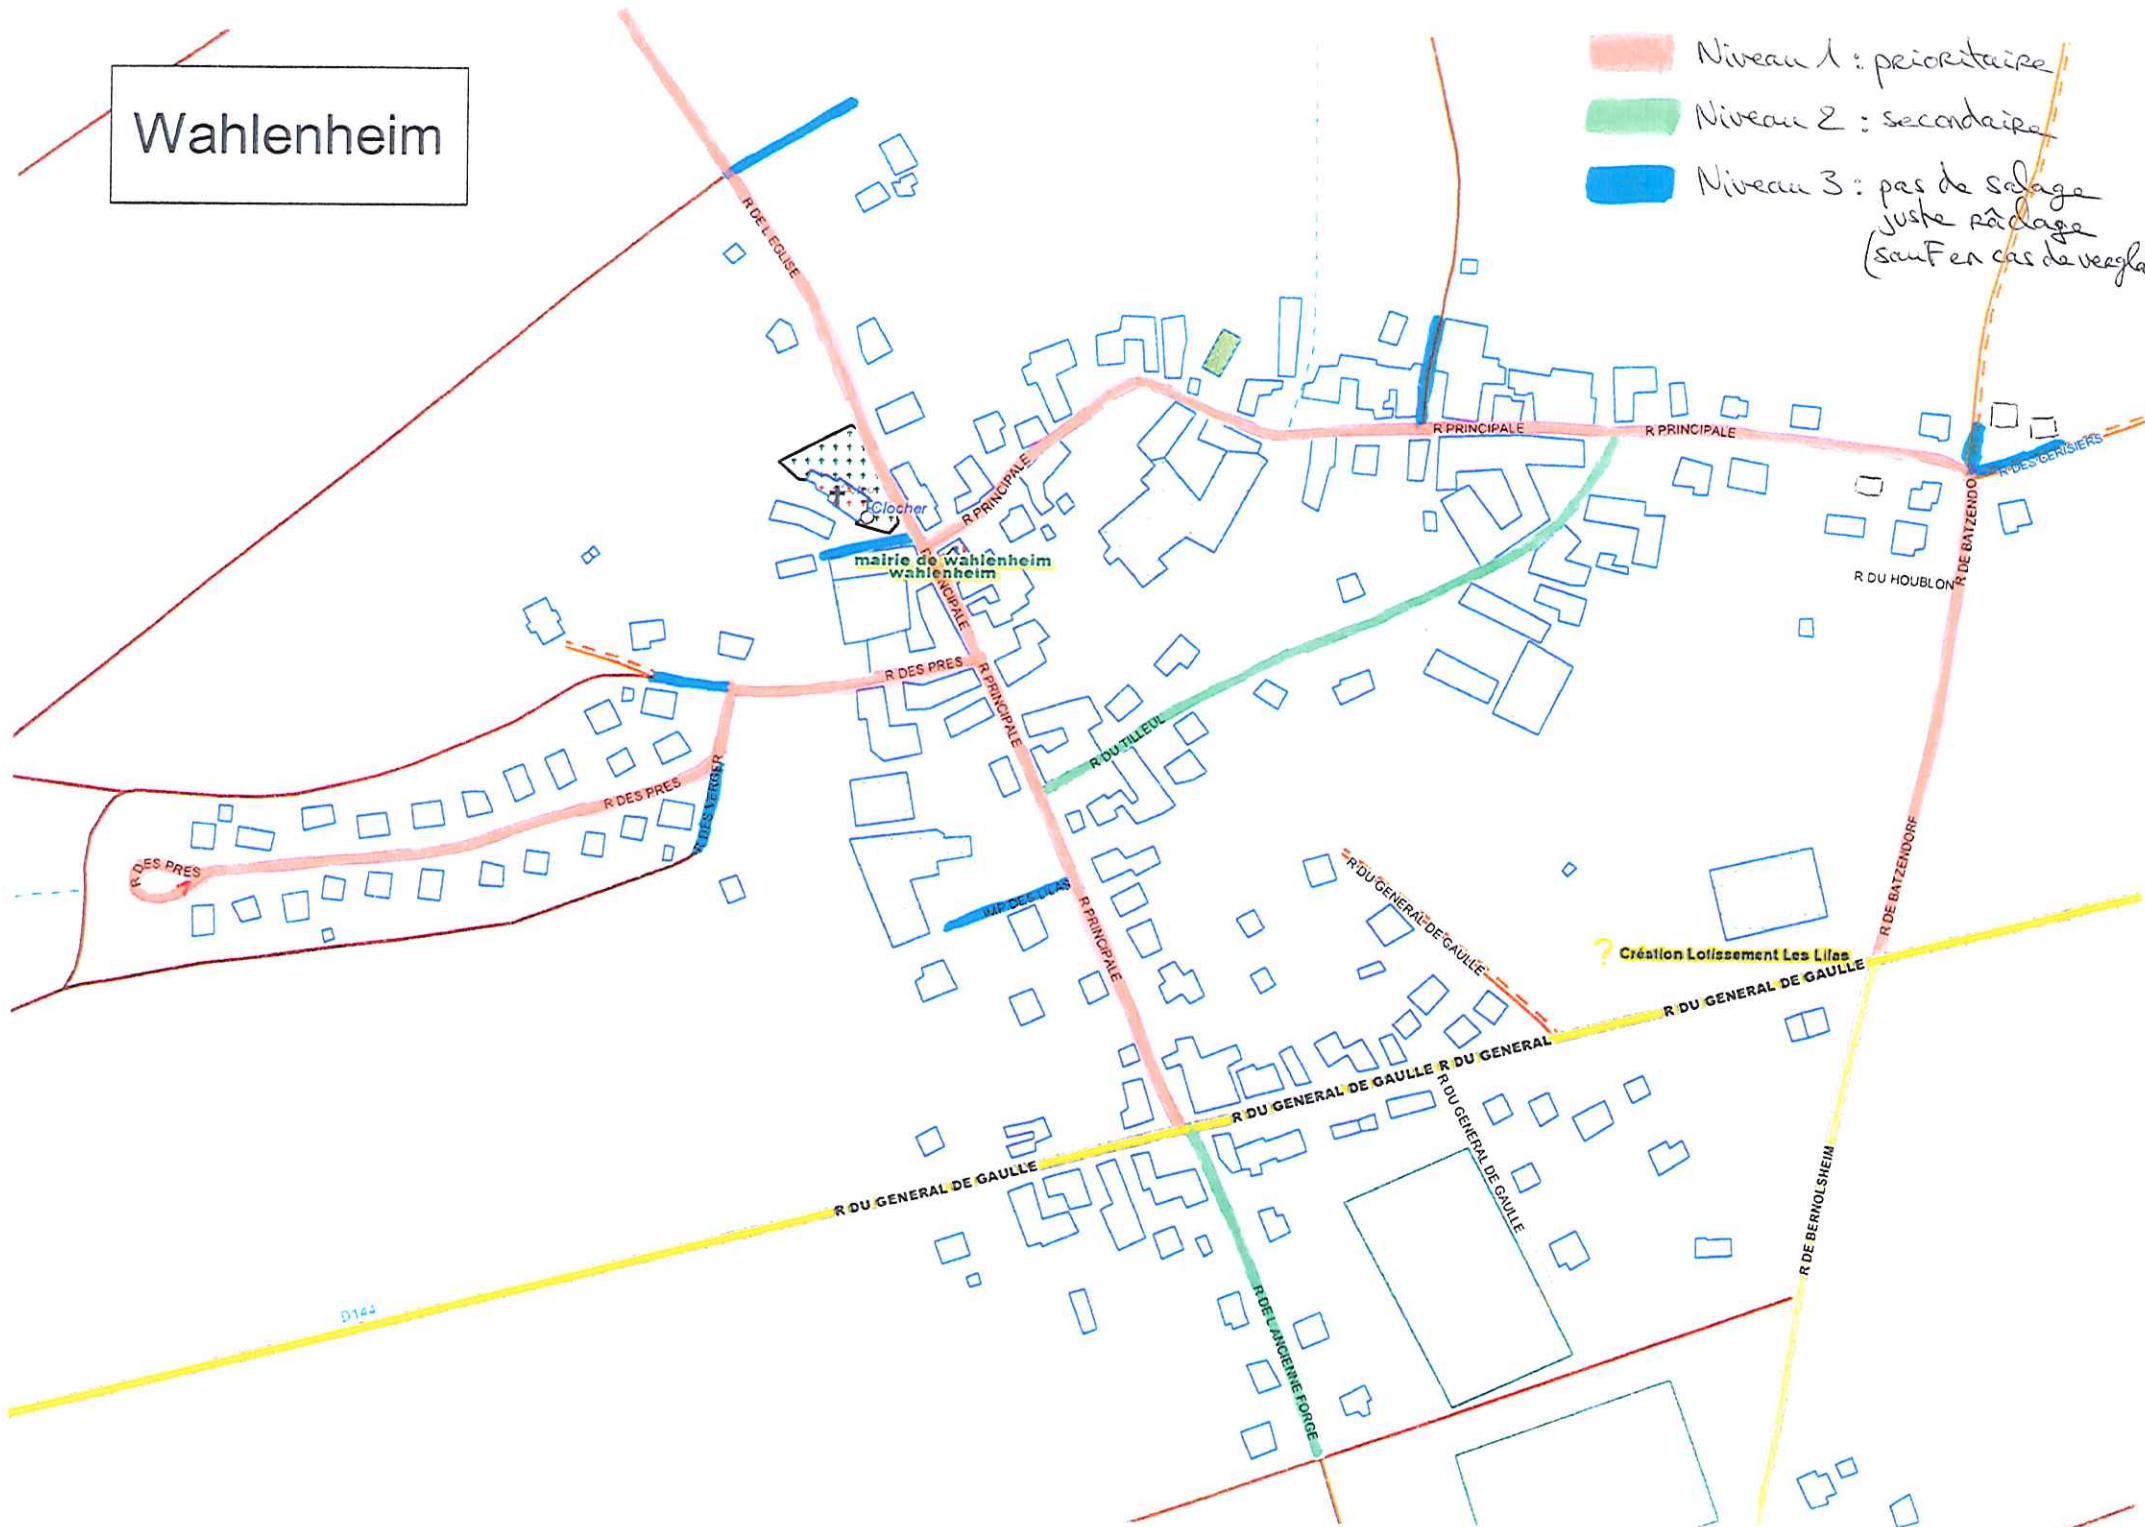 Wahlenheim
Niveau 1 : prioritaire
Niveau 2 : secondaire
Niveau 3 : pas de salage
juste râclage
(sauf en cas de vergla
R DE L EGLISE
R PRINCIPALE
R PRINCIPALE
R PRINCIPALE
R DES CERISIERS
Clocher
mairie de wahlenheim
wahlenheim
R DE BATZENDO
R DU HOUBLON
NCIPALE
R DES PRES
R PRINCIPALE
R DU TILLEUL
R DES VERGER
R DES PRES
R DES PRES
IMP DES LILAS
R PRINCIPALE
R DU GENERAL DE GAULLE
R DE BATZENDORF
? Création Lotissement Les Lilas
R DU GENERAL DE GAULLE
R DU GENERAL
R DU GENERAL DE GAULLE
R DU GENERAL DE GAULLE
R DU GENERAL DE GAULLE
R DE BERNOLSHEIM
D144
R DE L ANCIENNE FORGE